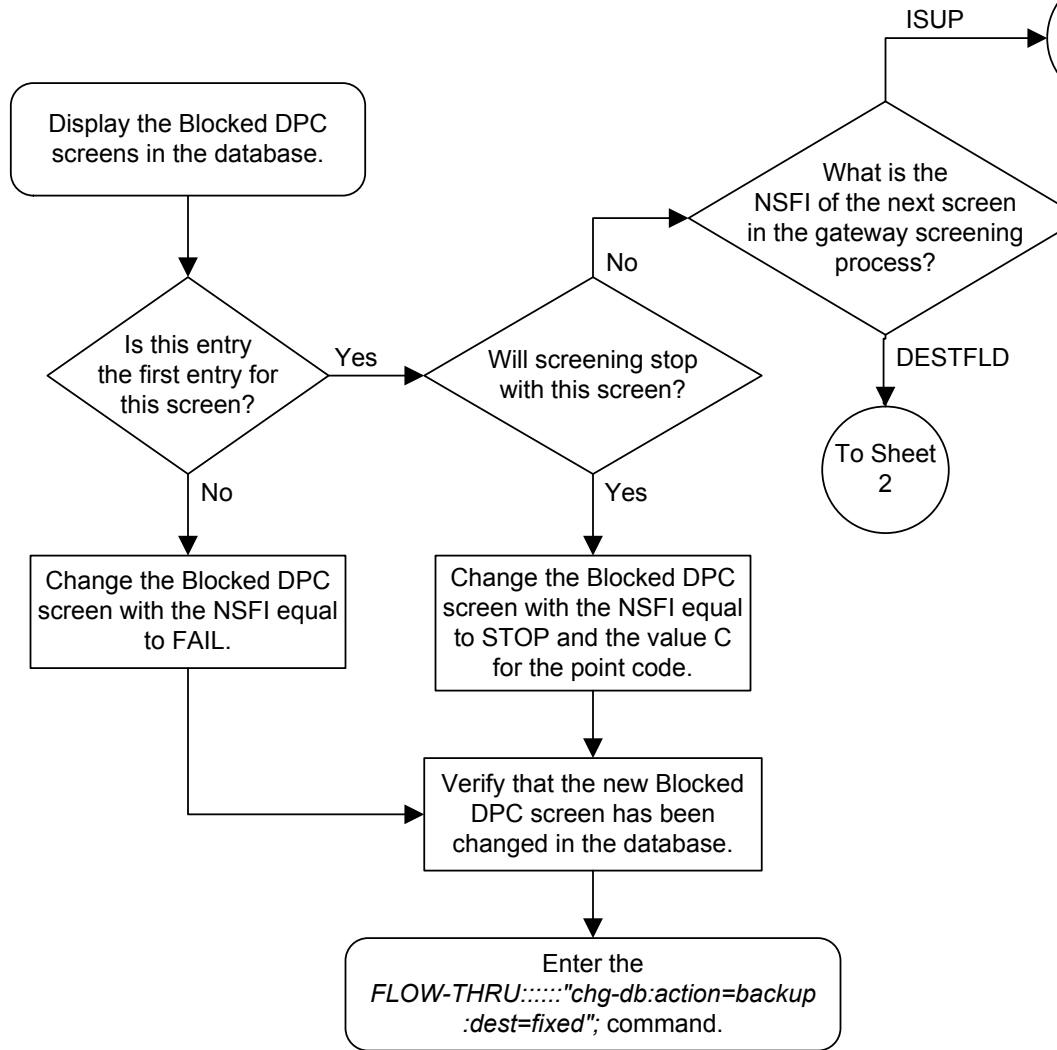 ISUP
Display the Blocked DPC
screens in the database.
What is the
NSFI of the next screen
in the gateway screening
process?
No
Is this entry
the first entry for
this screen?
Yes
Will screening stop
with this screen?
DESTFLD
To Sheet
2
No
Yes
Change the Blocked DPC
screen with the NSFI equal
to FAIL.
Change the Blocked DPC
screen with the NSFI equal
to STOP and the value C
for the point code.
Verify that the new Blocked
DPC screen has been
changed in the database.
Enter the
FLOW-THRU::::::"chg-db:action=backup
:dest=fixed"; command.